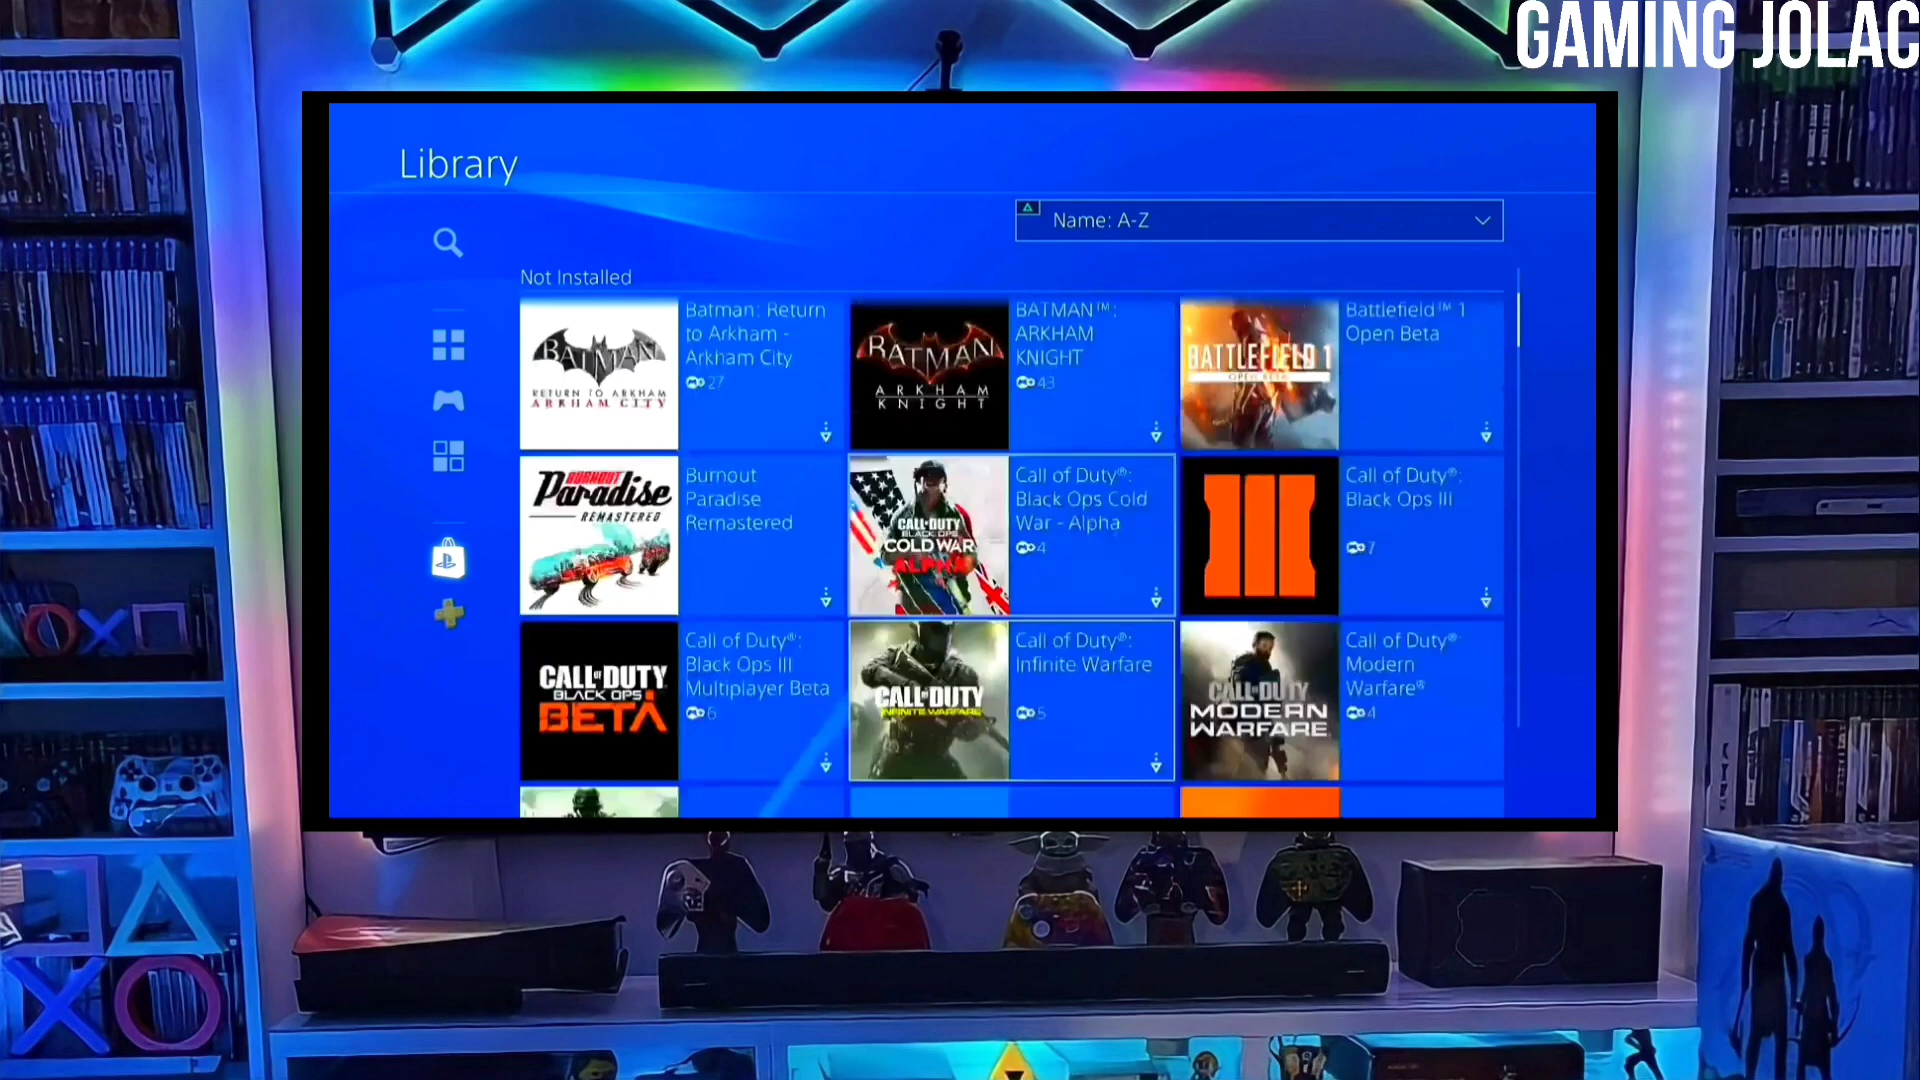 GAMING JOLAC
Library
Name: A-Z
Not Installed
BATMAN
RETURN TO ARKHAM
ARKHAM CITY
Batman: Return
to Arkham -
Arkham City
27
BATMAN
ARKHAM
KNIGHT
BATMAN™:
ARKHAM
KNIGHT
43
BATTLEFIELD 1
OPEN BETA
Battlefield™ 1
Open Beta
BURNOUT
Paradise
REMASTERED
Burnout
Paradise
Remastered
CALL OF DUTY
BLACK OPS
COLD WAR
ALPHA
Call of Duty®:
Black Ops Cold
War - Alpha
4
Call of Duty®:
Black Ops III
7
CALL OF DUTY
BLACK OPS
BETA
Call of Duty®:
Black Ops III
Multiplayer Beta
6
CALL OF DUTY
INFINITE WARFARE
Call of Duty®:
Infinite Warfare
5
CALL OF DUTY
MODERN
WARFARE
Call of Duty®:
Modern
Warfare®
4